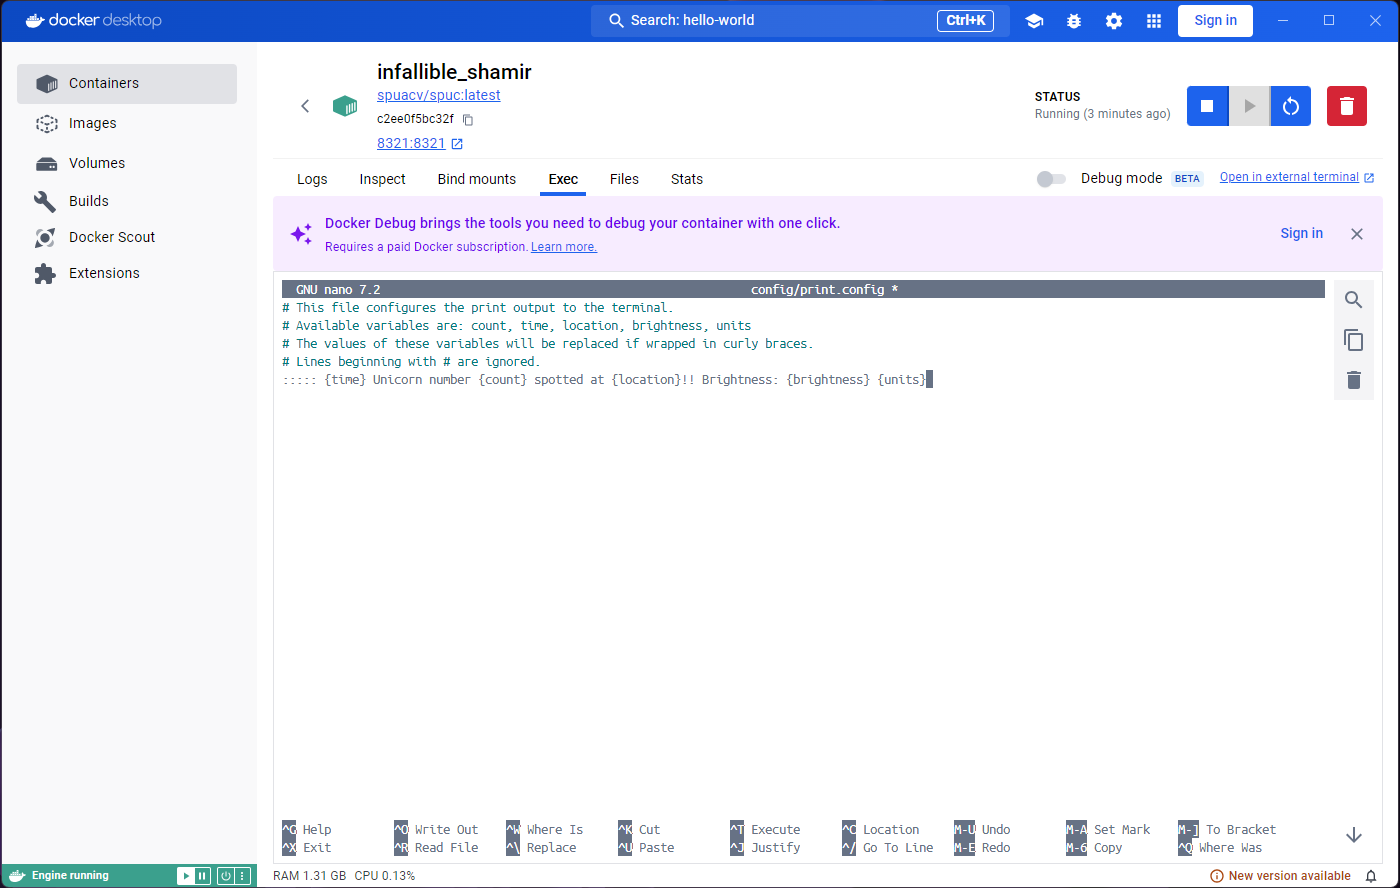 docker desktop
Search: hello-world
Ctrl+K
Sign in
Containers
Images
Volumes
Builds
Docker Scout
Extensions
infallible_shamir
spuacv/spuc:latest
c2ee0f5bc32f
8321:8321
STATUS
Running (3 minutes ago)
Logs
Inspect
Bind mounts
Exec
Files
Stats
Debug mode
BETA
Open in external terminal
Docker Debug brings the tools you need to debug your container with one click.
Requires a paid Docker subscription. Learn more.
Sign in
GNU nano 7.2 config/print.config *
# This file configures the print output to the terminal.
# Available variables are: count, time, location, brightness, units
# The values of these variables will be replaced if wrapped in curly braces.
# Lines beginning with # are ignored.
::::: {time} Unicorn number {count} spotted at {location}!! Brightness: {brightness} {units}
^G Help ^O Write Out ^W Where Is ^K Cut ^T Execute ^C Location M-U Undo M-A Set Mark M-] To Bracket
^X Exit ^R Read File ^\ Replace ^U Paste ^J Justify ^/ Go To Line M-E Redo M-6 Copy ^Q Where Was
Engine running
RAM 1.31 GB CPU 0.13%
New version available